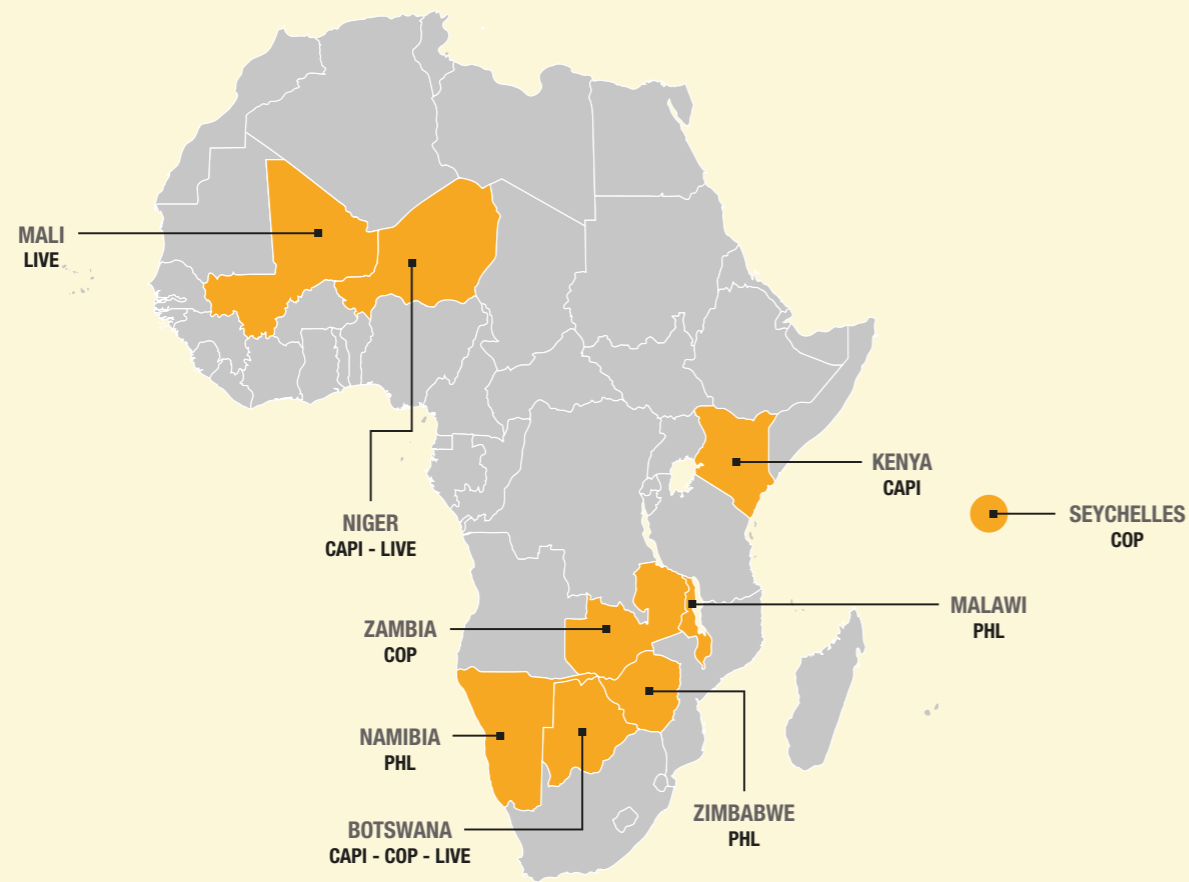 MALI
LIVE
NIGER
CAPI - LIVE
KENYA
CAPI
SEYCHELLES
COP
MALAWI
PHL
ZAMBIA
COP
NAMIBIA
PHL
ZIMBABWE
PHL
BOTSWANA
CAPI - COP - LIVE